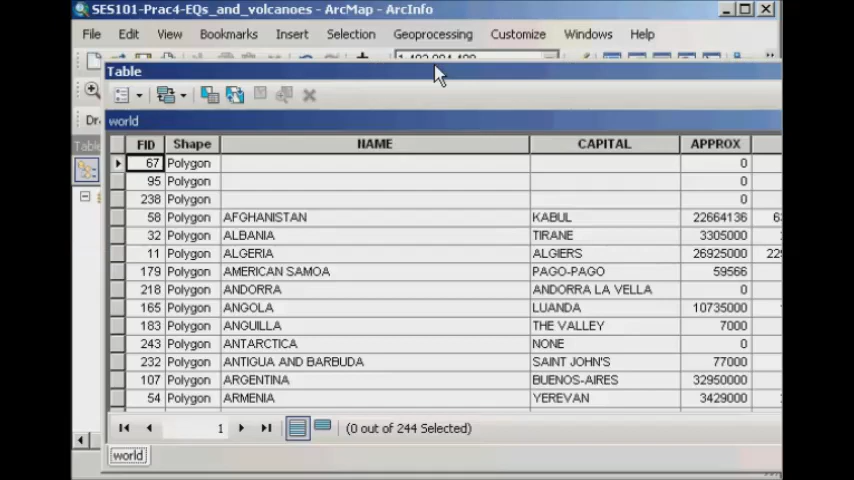 SES101-Prac4-EQs_and_volcanoes - ArcMap - ArcInfo
File Edit View Bookmarks Insert Selection Geoprocessing Customize Windows Help
Table
Dr
Table
world
FID Shape NAME CAPITAL APPROX
67 Polygon 0
95 Polygon 0
238 Polygon 0
58 Polygon AFGHANISTAN KABUL 22664136
32 Polygon ALBANIA TIRANE 3305000
11 Polygon ALGERIA ALGIERS 26925000
179 Polygon AMERICAN SAMOA PAGO-PAGO 59566
218 Polygon ANDORRA ANDORRA LA VELLA 0
165 Polygon ANGOLA LUANDA 10735000
183 Polygon ANGUILLA THE VALLEY 7000
243 Polygon ANTARCTICA NONE 0
232 Polygon ANTIGUA AND BARBUDA SAINT JOHN'S 77000
107 Polygon ARGENTINA BUENOS-AIRES 32950000
54 Polygon ARMENIA YEREVAN 3429000
1 (0 out of 244 Selected)
world